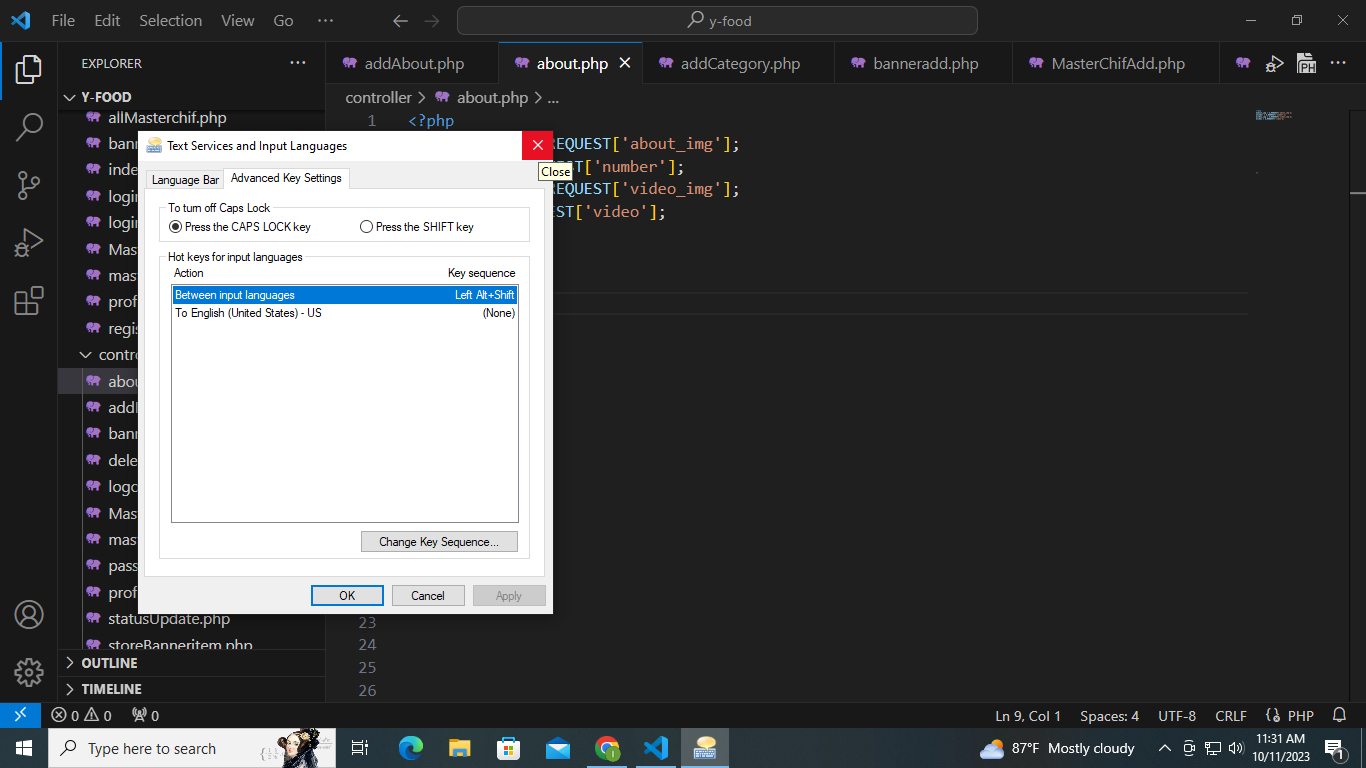 File Edit Selection View Go ··· y-food
EXPLORER ···
addAbout.php about.php addCategory.php banneradd.php MasterChifAdd.php ···
Y-FOOD
controller > about.php > ...
allMasterchif.php
bann
inde
login
login
Mas
mast
prof
regis
contro
abou
addI
bann
dele
logo
Mas
mast
pass
prof
statusUpdate.php
storeBanneritem.php
OUTLINE
TIMELINE
1 <?php
REQUEST['about_img'];
EST['number'];
REQUEST['video_img'];
EST['video'];
23
24
25
26
Text Services and Input Languages
Close
Language Bar Advanced Key Settings
To turn off Caps Lock
Press the CAPS LOCK key Press the SHIFT key
Hot keys for input languages
Action Key sequence
Between input languages Left Alt+Shift
To English (United States) - US (None)
Change Key Sequence...
OK Cancel Apply
0 0 0 Ln 9, Col 1 Spaces: 4 UTF-8 CRLF PHP
Type here to search 87°F Mostly cloudy
11:31 AM
10/11/2023
1